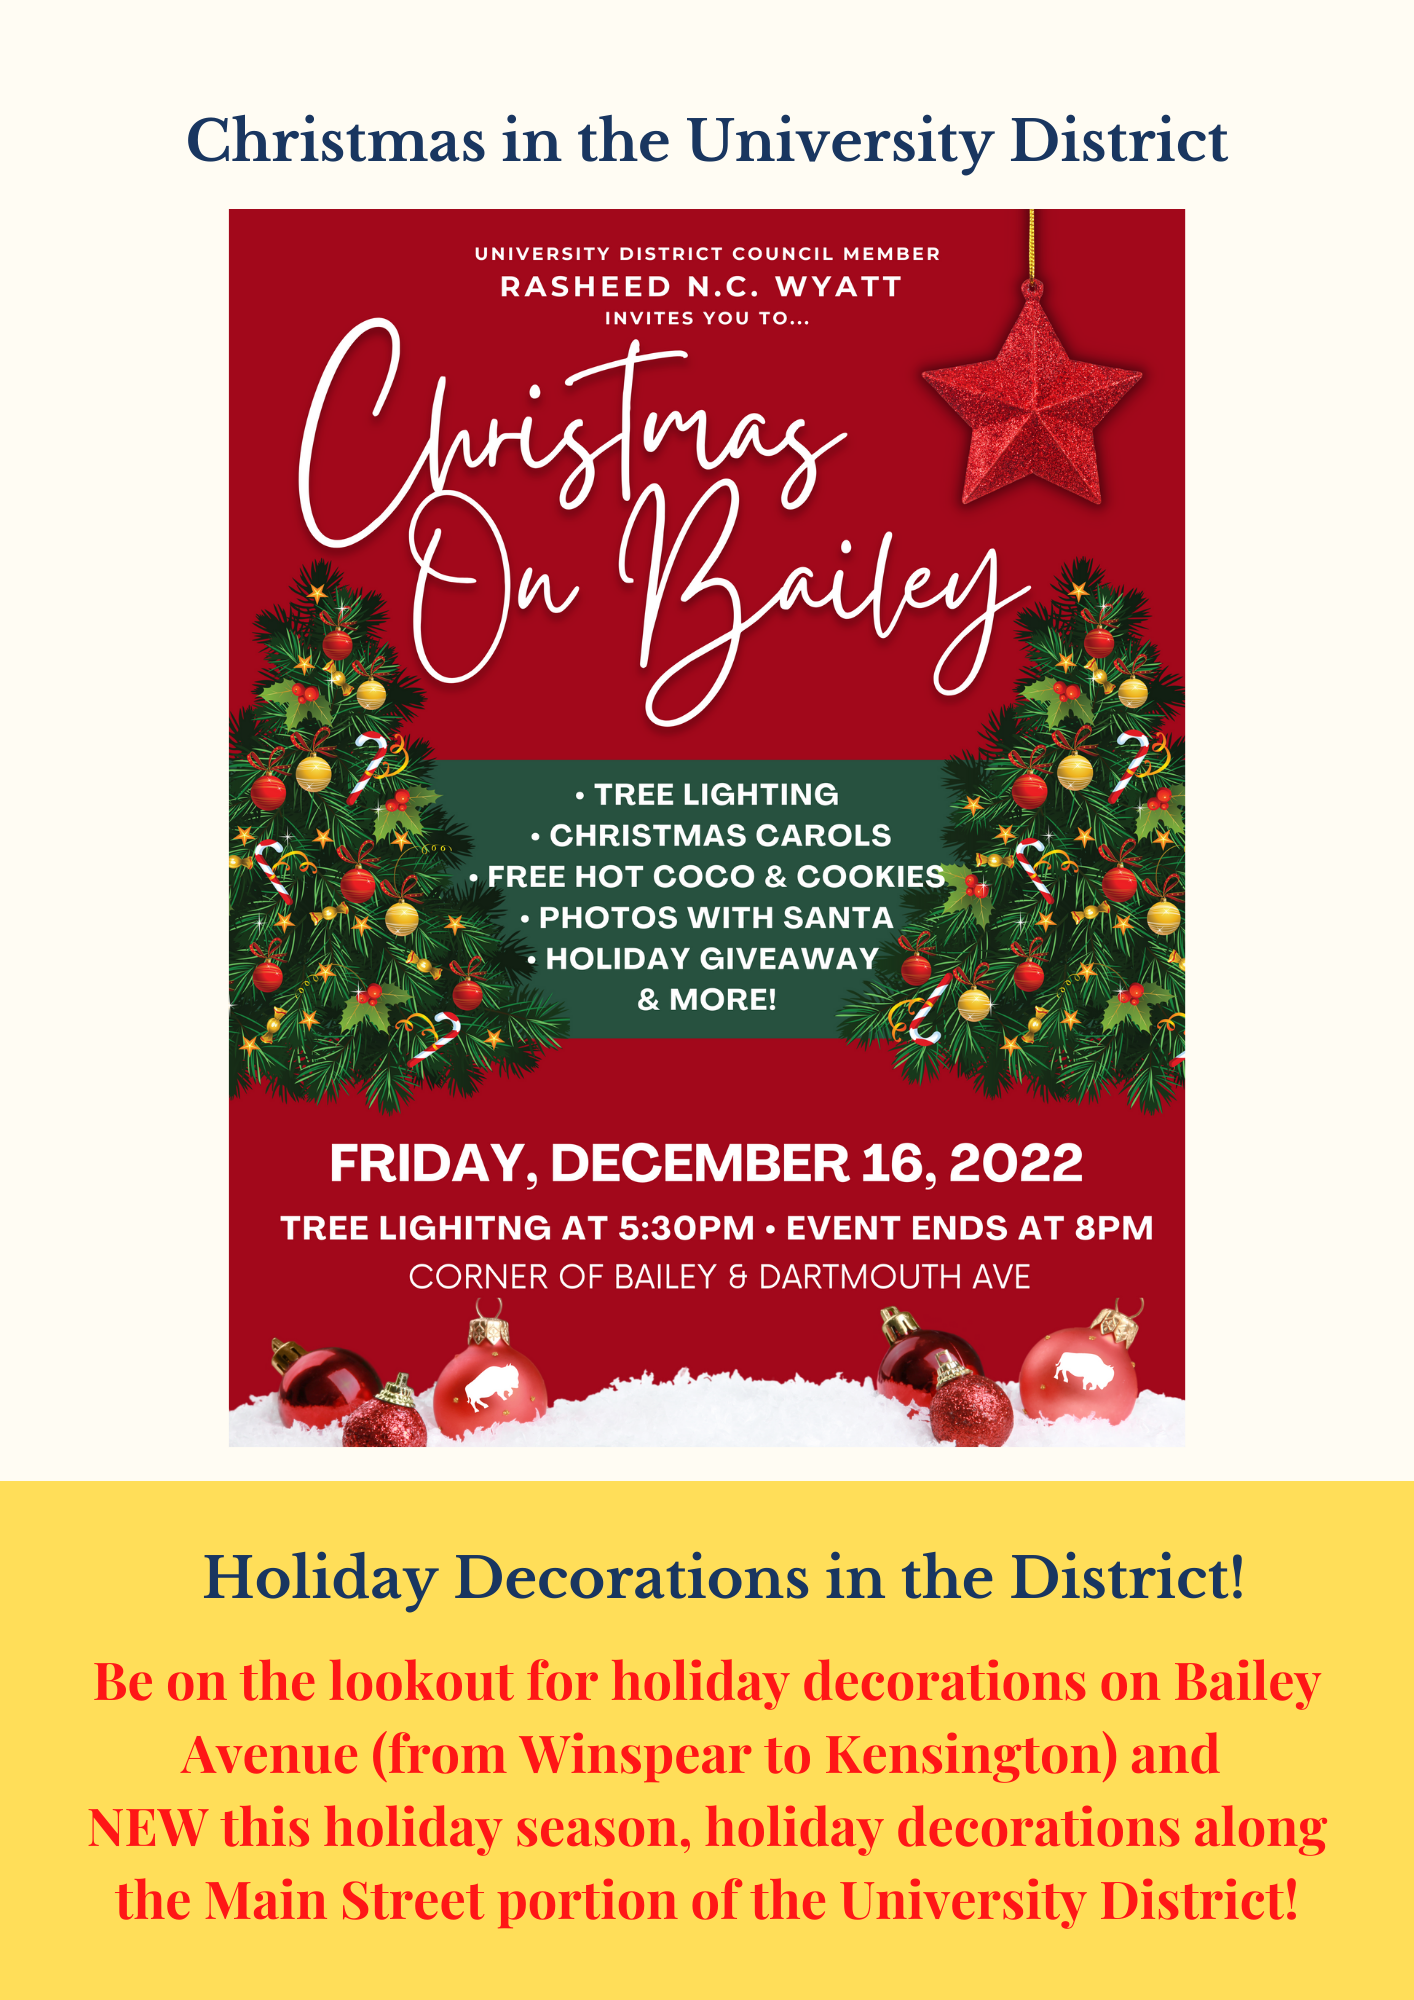 Christmas in the University District
UNIVERSITY DISTRICT COUNCIL MEMBER
RASHEED N.C. WYATT
INVITES YOU TO...
Christmas
On Bailey
• TREE LIGHTING
• CHRISTMAS CAROLS
• FREE HOT COCO & COOKIES
• PHOTOS WITH SANTA
• HOLIDAY GIVEAWAY
& MORE!
FRIDAY, DECEMBER 16, 2022
TREE LIGHITNG AT 5:30PM • EVENT ENDS AT 8PM
CORNER OF BAILEY & DARTMOUTH AVE
Holiday Decorations in the District!
Be on the lookout for holiday decorations on Bailey
Avenue (from Winspear to Kensington) and
NEW this holiday season, holiday decorations along
the Main Street portion of the University District!